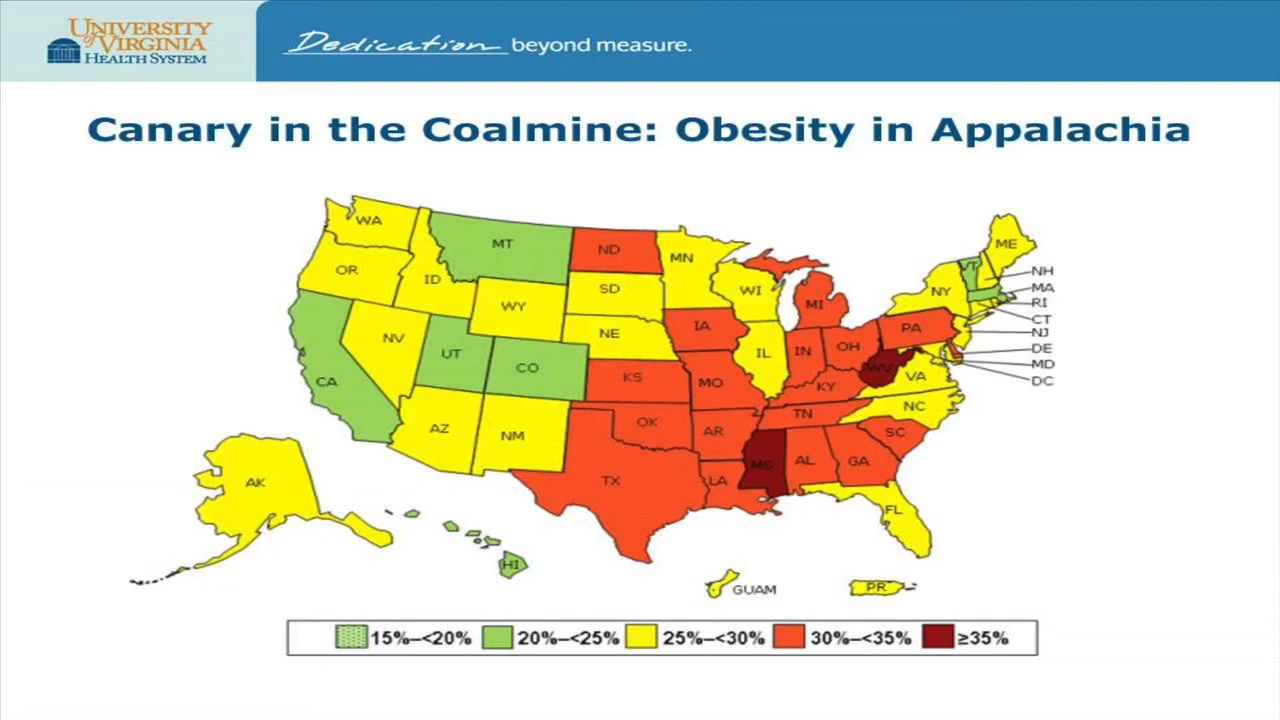 UNIVERSITY
of VIRGINIA
HEALTH SYSTEM
Dedication beyond measure.
Canary in the Coalmine: Obesity in Appalachia
WA
MT
ND
MN
ME
OR
ID
SD
WI
NY
VT
NH
MA
RI
CT
NJ
DE
MD
DC
WY
MI
NV
NE
IA
PA
UT
CO
IL
IN
OH
CA
KS
MO
WV
VA
KY
AZ
NM
OK
AR
TN
NC
SC
TX
LA
MS
AL
GA
FL
AK
HI
GUAM
PR
15%–<20% 20%–<25% 25%–<30% 30%–<35% ≥35%